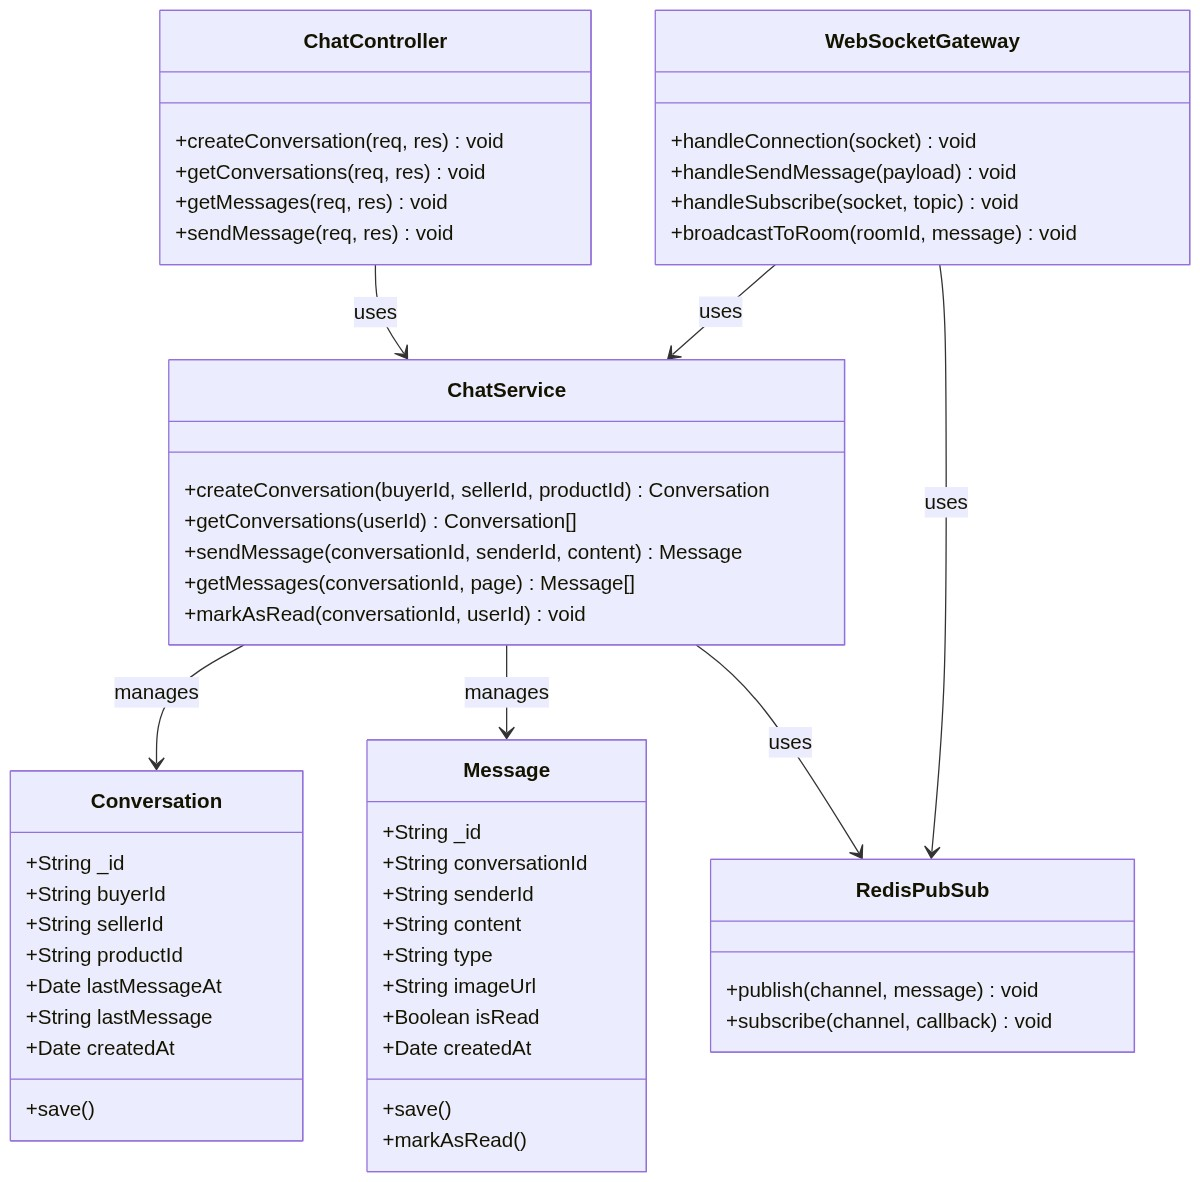 ChatController
+createConversation(req, res) : void
+getConversations(req, res) : void
+getMessages(req, res) : void
+sendMessage(req, res) : void
WebSocketGateway
+handleConnection(socket) : void
+handleSendMessage(payload) : void
+handleSubscribe(socket, topic) : void
+broadcastToRoom(roomId, message) : void
uses
uses
uses
ChatService
+createConversation(buyerId, sellerId, productId) : Conversation
+getConversations(userId) : Conversation[]
+sendMessage(conversationId, senderId, content) : Message
+getMessages(conversationId, page) : Message[]
+markAsRead(conversationId, userId) : void
manages
manages
uses
Conversation
+String _id
+String buyerId
+String sellerId
+String productId
+Date lastMessageAt
+String lastMessage
+Date createdAt
+save()
Message
+String _id
+String conversationId
+String senderId
+String content
+String type
+String imageUrl
+Boolean isRead
+Date createdAt
+save()
+markAsRead()
RedisPubSub
+publish(channel, message) : void
+subscribe(channel, callback) : void